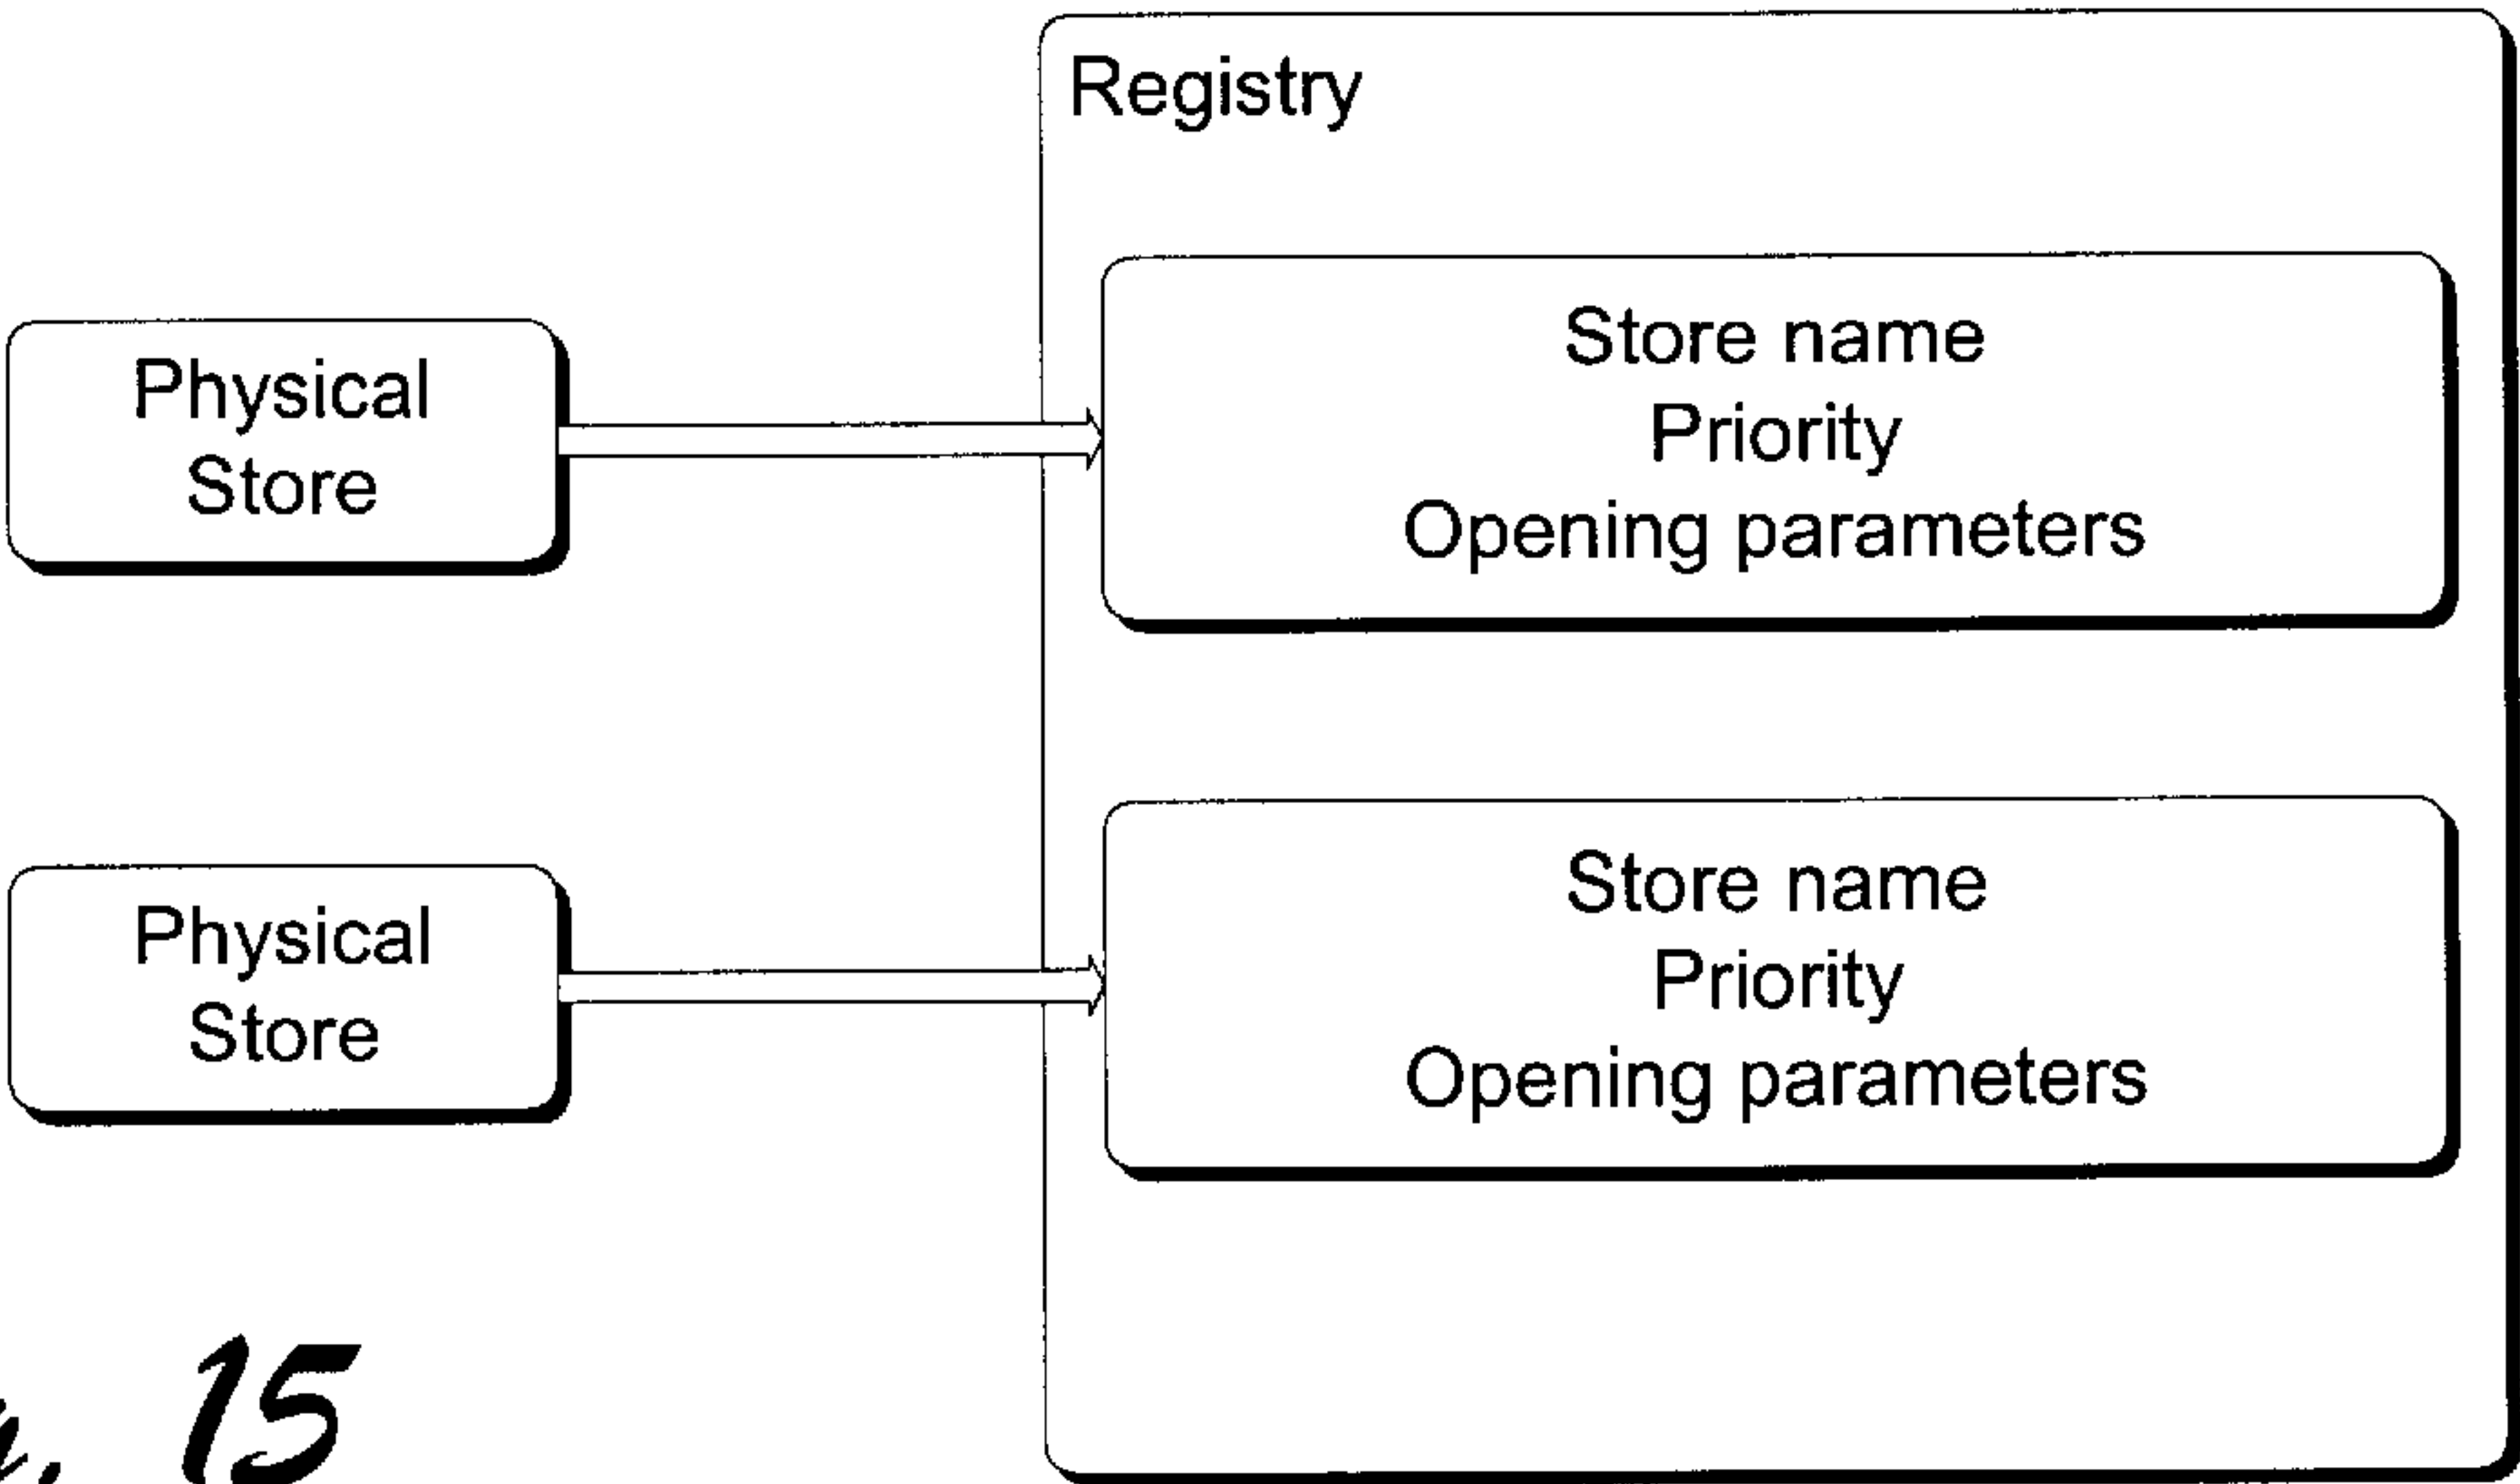 Registry
Physical
Store
Store name
Priority
Opening parameters
Physical
Store
Store name
Priority
Opening parameters
15